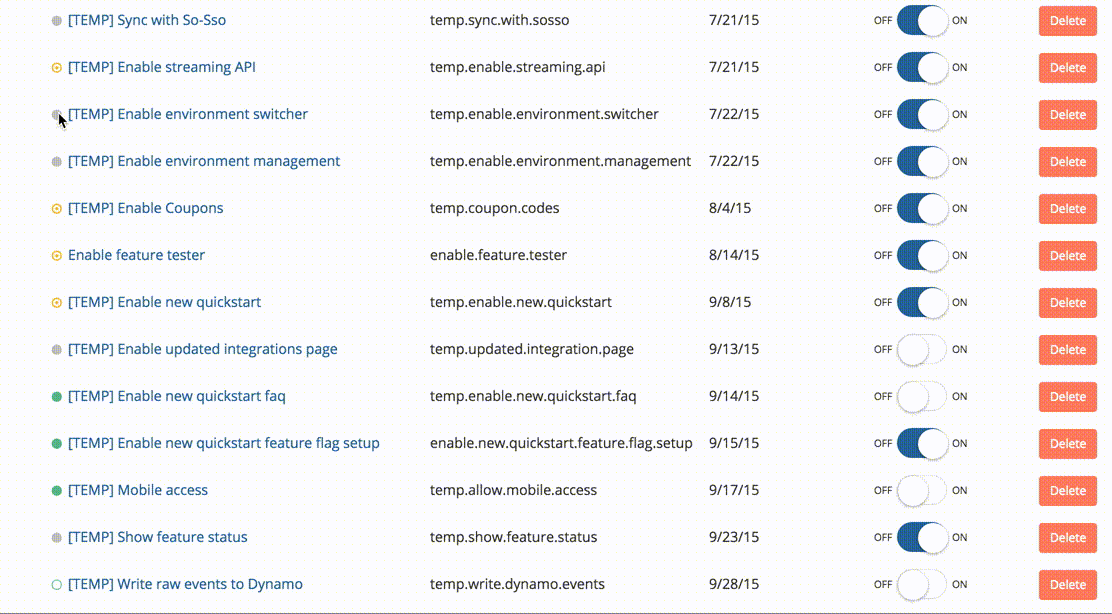 [TEMP] Sync with So-Sso temp.sync.with.sosso 7/21/15 OFF ON Delete
[TEMP] Enable streaming API temp.enable.streaming.api 7/21/15 OFF ON Delete
[TEMP] Enable environment switcher temp.enable.environment.switcher 7/22/15 OFF ON Delete
[TEMP] Enable environment management temp.enable.environment.management 7/22/15 OFF ON Delete
[TEMP] Enable Coupons temp.coupon.codes 8/4/15 OFF ON Delete
Enable feature tester enable.feature.tester 8/14/15 OFF ON Delete
[TEMP] Enable new quickstart temp.enable.new.quickstart 9/8/15 OFF ON Delete
[TEMP] Enable updated integrations page temp.updated.integration.page 9/13/15 OFF ON Delete
[TEMP] Enable new quickstart faq temp.enable.new.quickstart.faq 9/14/15 OFF ON Delete
[TEMP] Enable new quickstart feature flag setup enable.new.quickstart.feature.flag.setup 9/15/15 OFF ON Delete
[TEMP] Mobile access temp.allow.mobile.access 9/17/15 OFF ON Delete
[TEMP] Show feature status temp.show.feature.status 9/23/15 OFF ON Delete
[TEMP] Write raw events to Dynamo temp.write.dynamo.events 9/28/15 OFF ON Delete